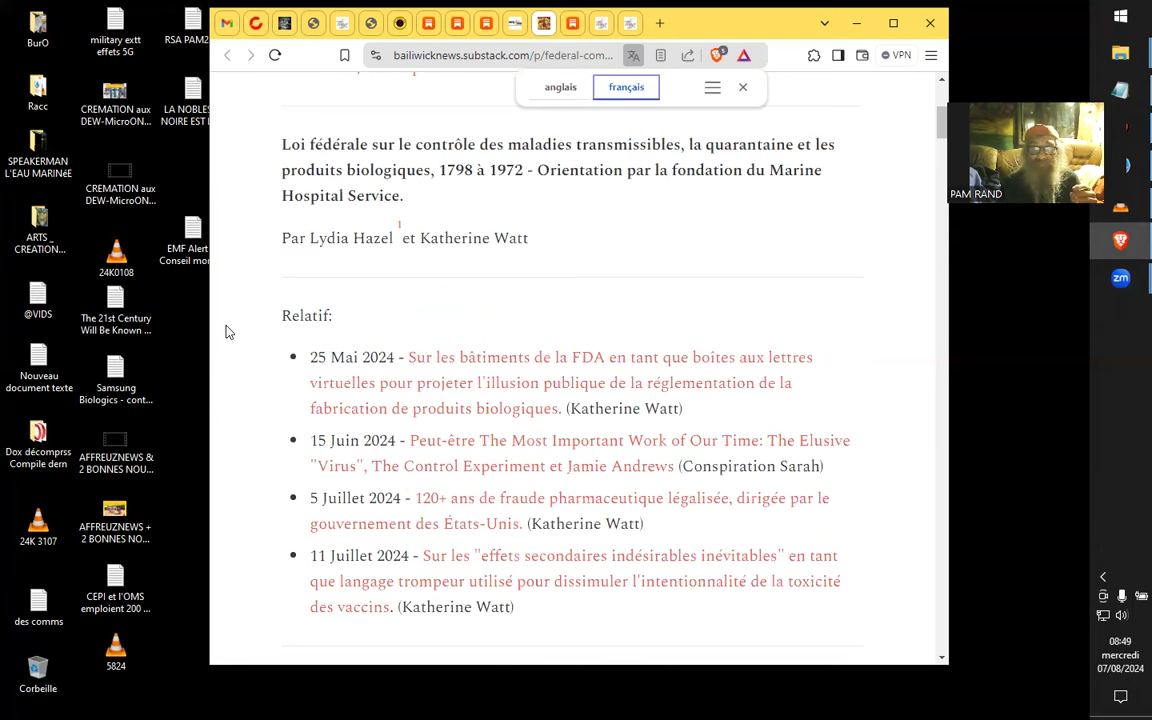 BurO
military extt
effets 5G
RSA PAM2
Racc
CREMATION aux
DEW-MicroON...
LA NOBLES
NOIRE EST I
SPEAKERMAN
L'EAU MARINéE
CREMATION aux
DEW-MicroON...
ARTS _
CREATION...
24K0108
EMF Alert
Conseil mor
@VIDS
The 21st Century
Will Be Known ...
Nouveau
document texte
Samsung
Biologics - cont...
Dox décomprss
Compile dern
AFFREUZNEWS &
2 BONNES NOU...
24K 3107
AFFREUZNEWS +
2 BONNES NO...
des comms
CEPI et l'OMS
emploient 200 ...
Corbeille
5824
bailiwicknews.substack.com/p/federal-com...
5
VPN
anglais
français
Loi fédérale sur le contrôle des maladies transmissibles, la quarantaine et les
produits biologiques, 1798 à 1972 - Orientation par la fondation du Marine
Hospital Service.
Par Lydia Hazel 1 et Katherine Watt
Relatif:
• 25 Mai 2024 - Sur les bâtiments de la FDA en tant que boîtes aux lettres
virtuelles pour projeter l'illusion publique de la réglementation de la
fabrication de produits biologiques. (Katherine Watt)
• 15 Juin 2024 - Peut-être The Most Important Work of Our Time: The Elusive
"Virus", The Control Experiment et Jamie Andrews (Conspiration Sarah)
• 5 Juillet 2024 - 120+ ans de fraude pharmaceutique légalisée, dirigée par le
gouvernement des États-Unis. (Katherine Watt)
• 11 Juillet 2024 - Sur les "effets secondaires indésirables inévitables" en tant
que langage trompeur utilisé pour dissimuler l'intentionnalité de la toxicité
des vaccins. (Katherine Watt)
PAM RAND
zm
08:49
mercredi
07/08/2024